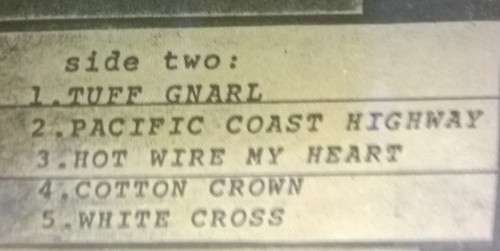 side two:
1.TUFF GNARL
2.PACIFIC COAST HIGHWAY
3.HOT WIRE MY HEART
4.COTTON CROWN
5.WHITE CROSS